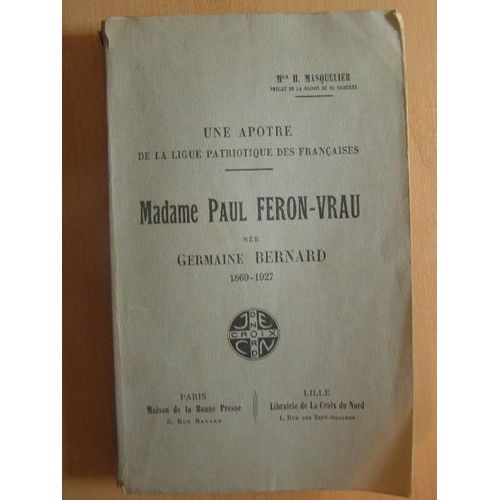 Mgr H. MASQUELIER
PRÉLAT DE LA MAISON DE SA SAINTETÉ
UNE APOTRE
DE LA LIGUE PATRIOTIQUE DES FRANÇAISES
Madame PAUL FERON-VRAU
NÉE
GERMAINE BERNARD
1869-1927
CROIX
NORD
PARIS
Maison de la Bonne Presse
5, RUE BAYARD
LILLE
Librairie de La Croix du Nord
1, RUE DES SEPT-AGACHES